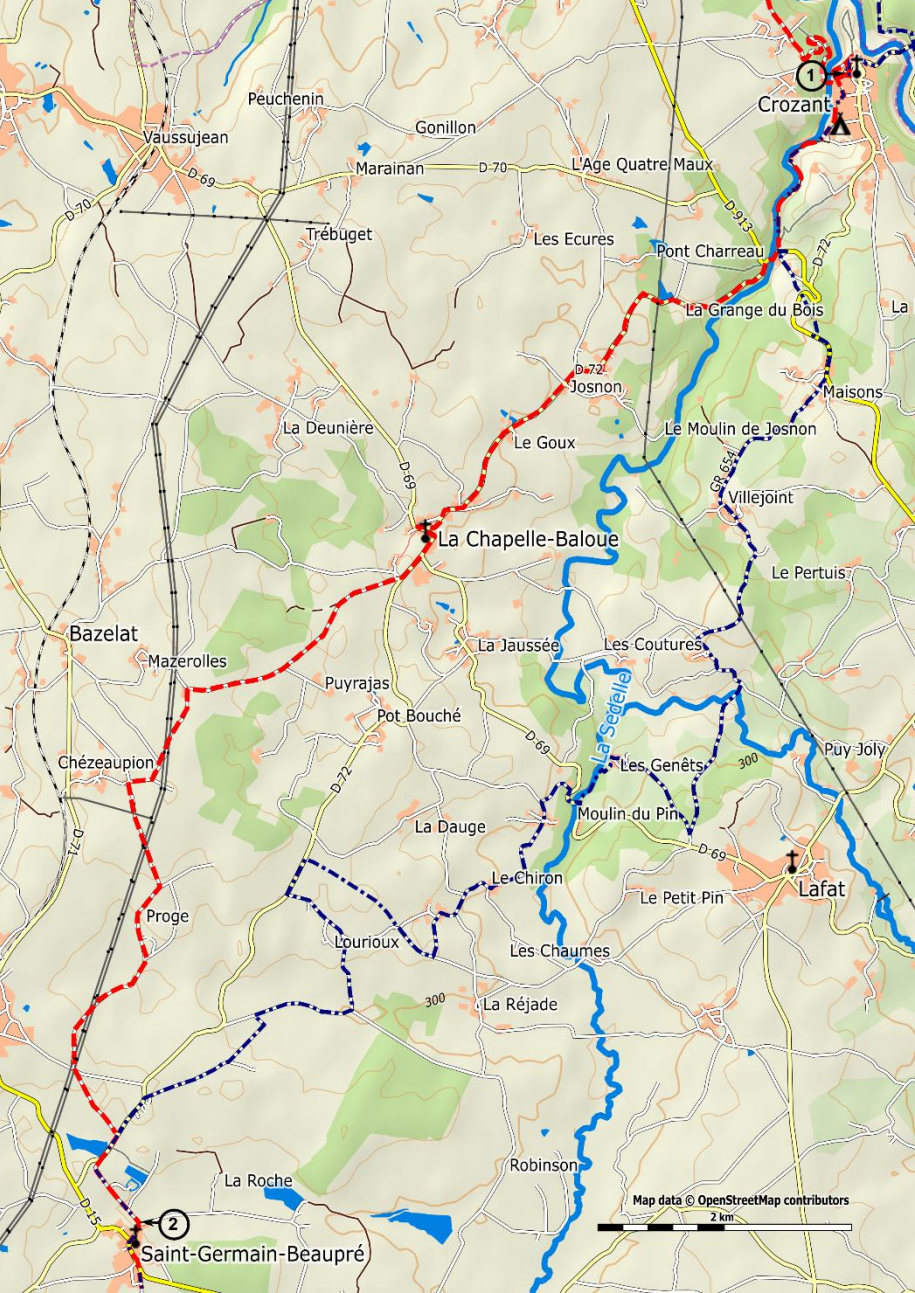 1
Crozant
Peuchenin
Gonillon
Vaussujean
Marainan
D 70
L'Age Quatre Maux
D 69
D 70
D-913
Trébuget
Les Ecures
Pont Charreau
D 72
La Grange du Bois
La
D 72
Josnon
Maisons
La Deunière
Le Goux
Le Moulin de Josnon
D 69
GR 654
Villejoint
La Chapelle-Baloue
Le Pertuis
Bazelat
Mazerolles
La Jaussée
Les Coutures
Puyrajas
La Sedelle
Pot Bouché
D-69
Puy Joly
Chézeaupion
Les Genêts
300
D 72
Moulin du Pin
La Dauge
D 71
D-69
Le Chiron
Lafat
Le Petit Pin
Proge
Lourioux
Les Chaumes
300
La Réjade
Robinson
La Roche
Map data © OpenStreetMap contributors
D 15
2
2 km
Saint-Germain-Beaupré